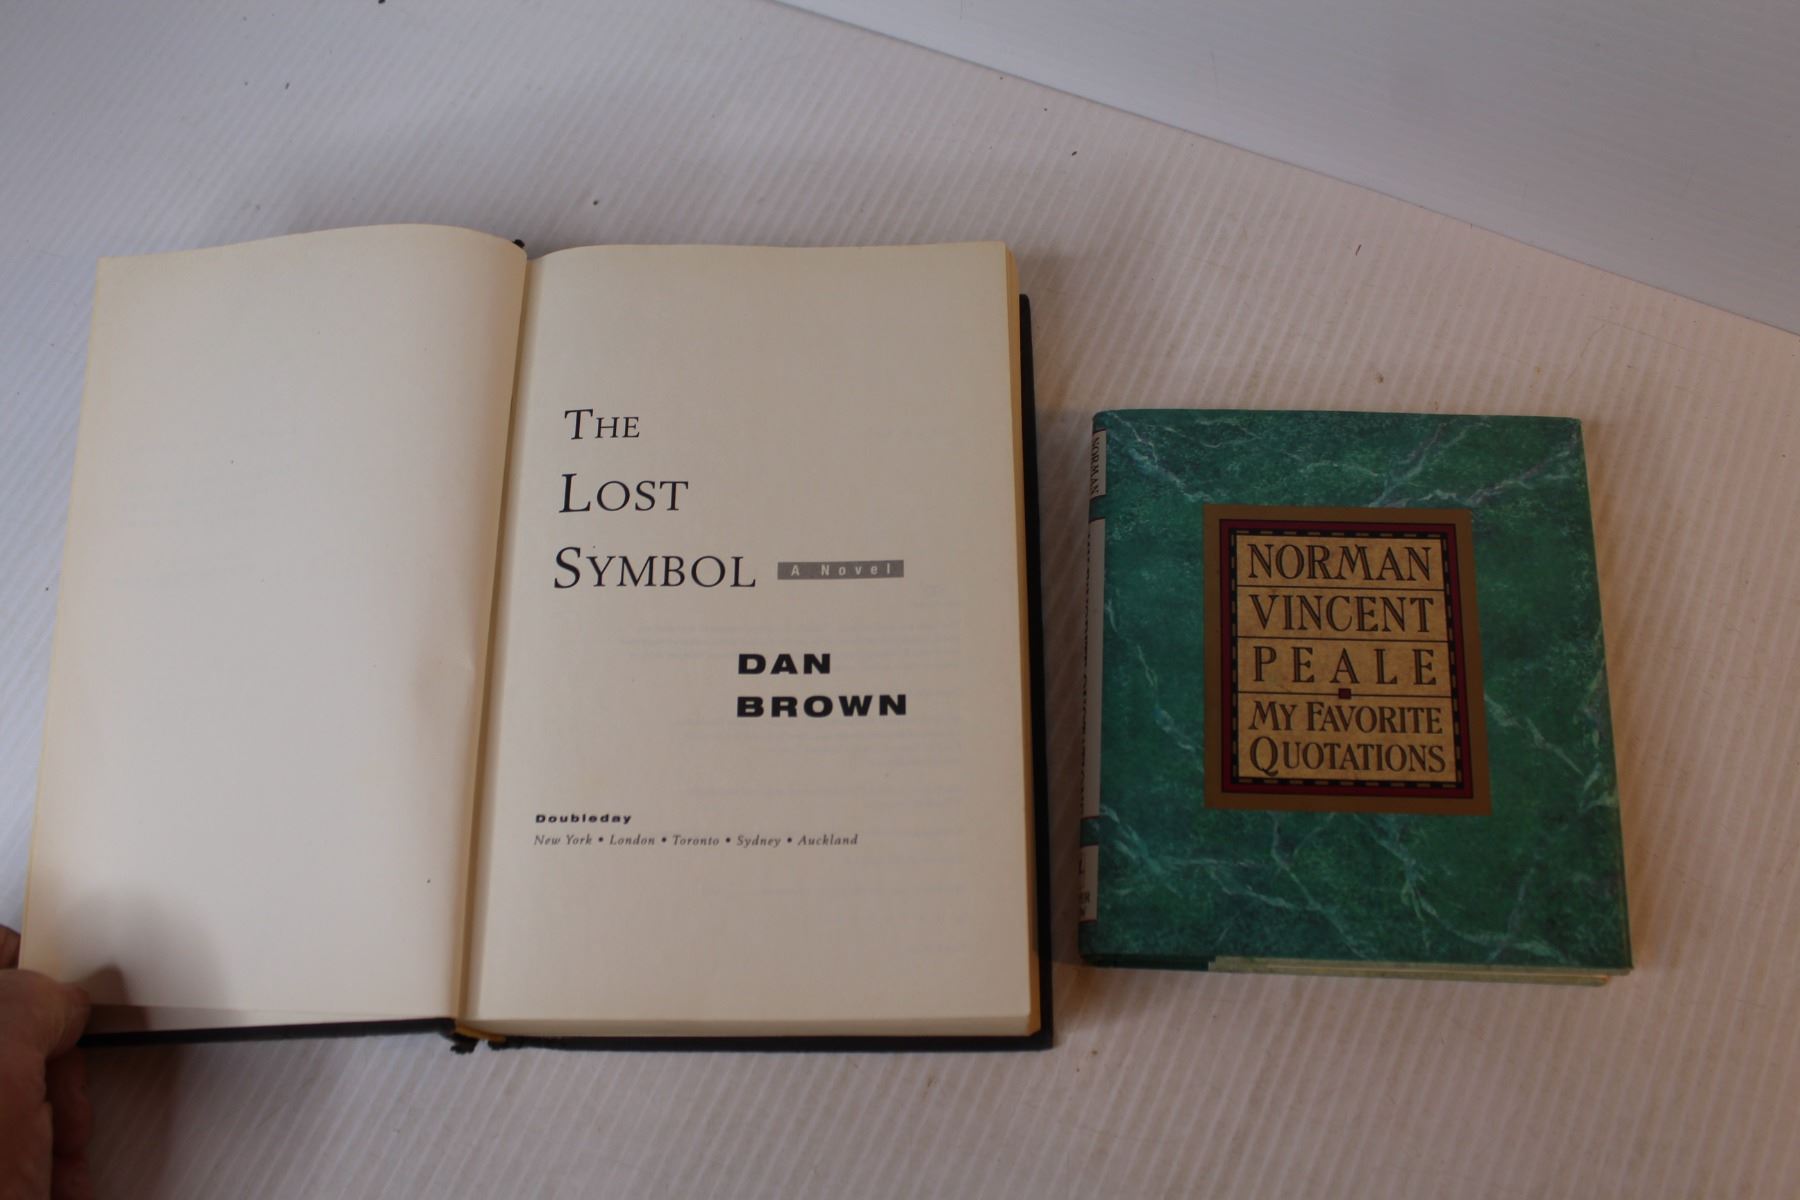 THE
LOST
SYMBOL A Novel
DAN
BROWN
Doubleday
New York • London • Toronto • Sydney • Auckland
NORMAN
NORMAN
VINCENT
PEALE
MY FAVORITE
QUOTATIONS